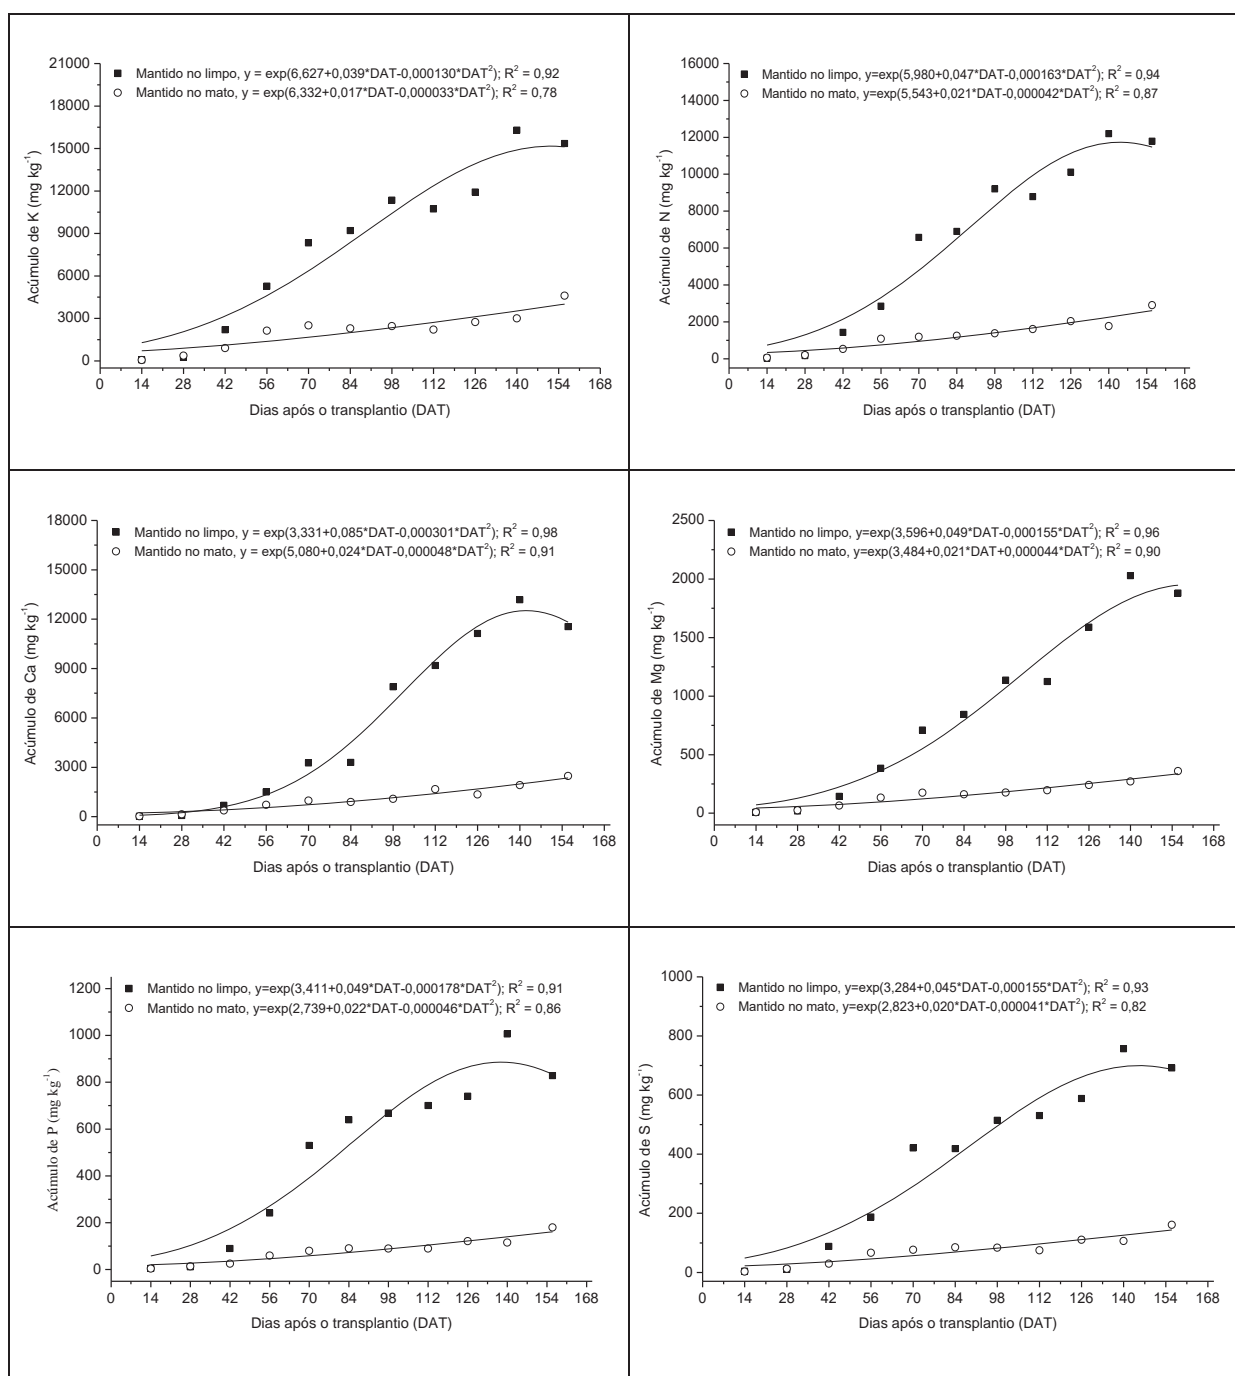 Mantido no limpo, y = exp(6,627+0,039*DAT-0,000130*DAT²); R² = 0,92
Mantido no mato, y = exp(6,332+0,017*DAT-0,000033*DAT²); R² = 0,78
21000
18000
15000
12000
9000
6000
3000
0
Acúmulo de K (mg kg⁻¹)
0 14 28 42 56 70 84 98 112 126 140 154 168
Dias após o transplantio (DAT)
Mantido no limpo, y=exp(5,980+0,047*DAT-0,000163*DAT²); R² = 0,94
Mantido no mato, y=exp(5,543+0,021*DAT-0,000042*DAT²); R² = 0,87
16000
14000
12000
10000
8000
6000
4000
2000
0
Acúmulo de N (mg kg⁻¹)
0 14 28 42 56 70 84 98 112 126 140 154 168
Dias após o transplantio (DAT)
Mantido no limpo, y = exp(3,331+0,085*DAT-0,000301*DAT²); R² = 0,98
Mantido no mato, y = exp(5,080+0,024*DAT-0,000048*DAT²); R² = 0,91
18000
15000
12000
9000
6000
3000
0
Acúmulo de Ca (mg kg⁻¹)
0 14 28 42 56 70 84 98 112 126 140 154 168
Dias após o transplantio (DAT)
Mantido no limpo, y=exp(3,596+0,049*DAT-0,000155*DAT²); R² = 0,96
Mantido no mato, y=exp(3,484+0,021*DAT+0,000044*DAT²); R² = 0,90
2500
2000
1500
1000
500
0
Acúmulo de Mg (mg kg⁻¹)
0 14 28 42 56 70 84 98 112 126 140 154 168
Dias após o transplantio (DAT)
Mantido no limpo, y=exp(3,411+0,049*DAT-0,000178*DAT²); R² = 0,91
Mantido no mato, y=exp(2,739+0,022*DAT-0,000046*DAT²); R² = 0,86
1200
1000
800
600
400
200
0
Acúmulo de P (mg kg⁻¹)
0 14 28 42 56 70 84 98 112 126 140 154 168
Dias após o transplantio (DAT)
Mantido no limpo, y=exp(3,284+0,045*DAT-0,000155*DAT²); R² = 0,93
Mantido no mato, y=exp(2,823+0,020*DAT-0,000041*DAT²); R² = 0,82
1000
800
600
400
200
0
Acúmulo de S (mg kg⁻¹)
0 14 28 42 56 70 84 98 112 126 140 154 168
Dias após o transplantio (DAT)